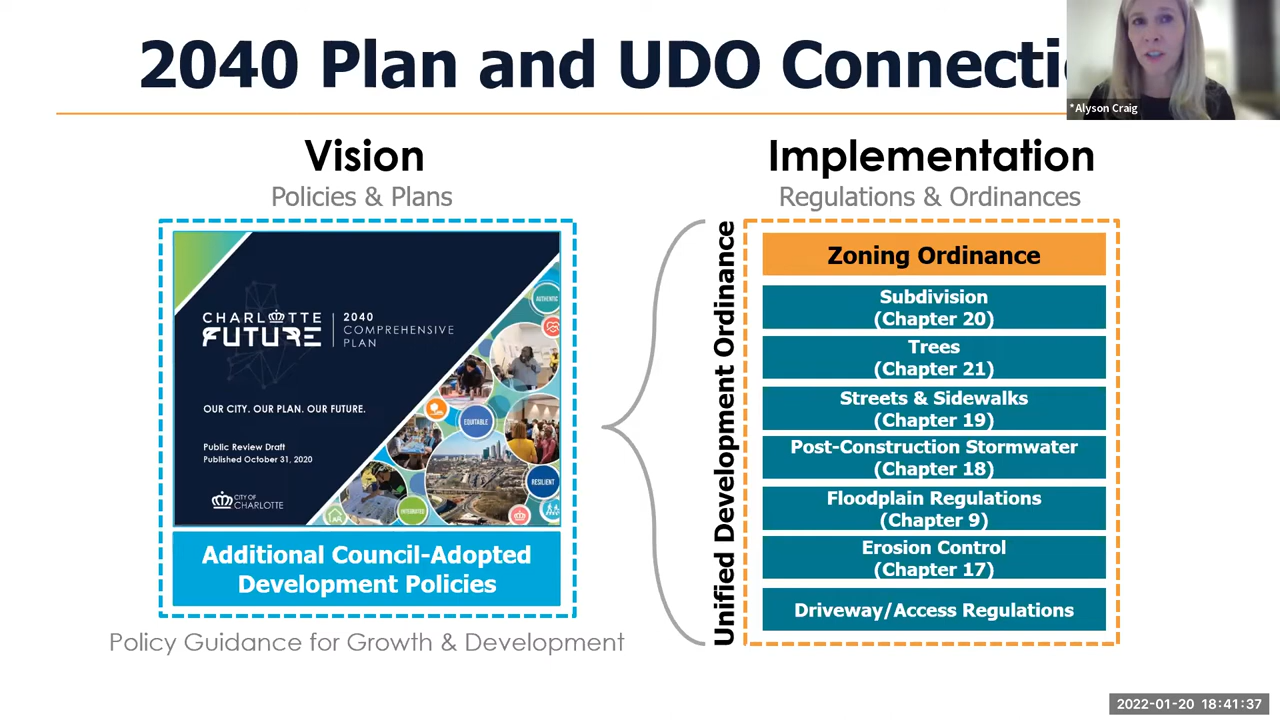 2040 Plan and UDO Connecti
*Alyson Craig
Vision
Policies & Plans
CHARLOTTE
FUTURE
2040
COMPREHENSIVE
PLAN
OUR CITY. OUR PLAN. OUR FUTURE.
Public Review Draft
Published October 31, 2020
CITY OF
CHARLOTTE
AUTHENTIC
EQUITABLE
RESILIENT
INTEGRATED
Additional Council-Adopted
Development Policies
Policy Guidance for Growth & Development
Implementation
Regulations & Ordinances
Unified Development Ordinance
Zoning Ordinance
Subdivision
(Chapter 20)
Trees
(Chapter 21)
Streets & Sidewalks
(Chapter 19)
Post-Construction Stormwater
(Chapter 18)
Floodplain Regulations
(Chapter 9)
Erosion Control
(Chapter 17)
Driveway/Access Regulations
2022-01-20 18:41:37